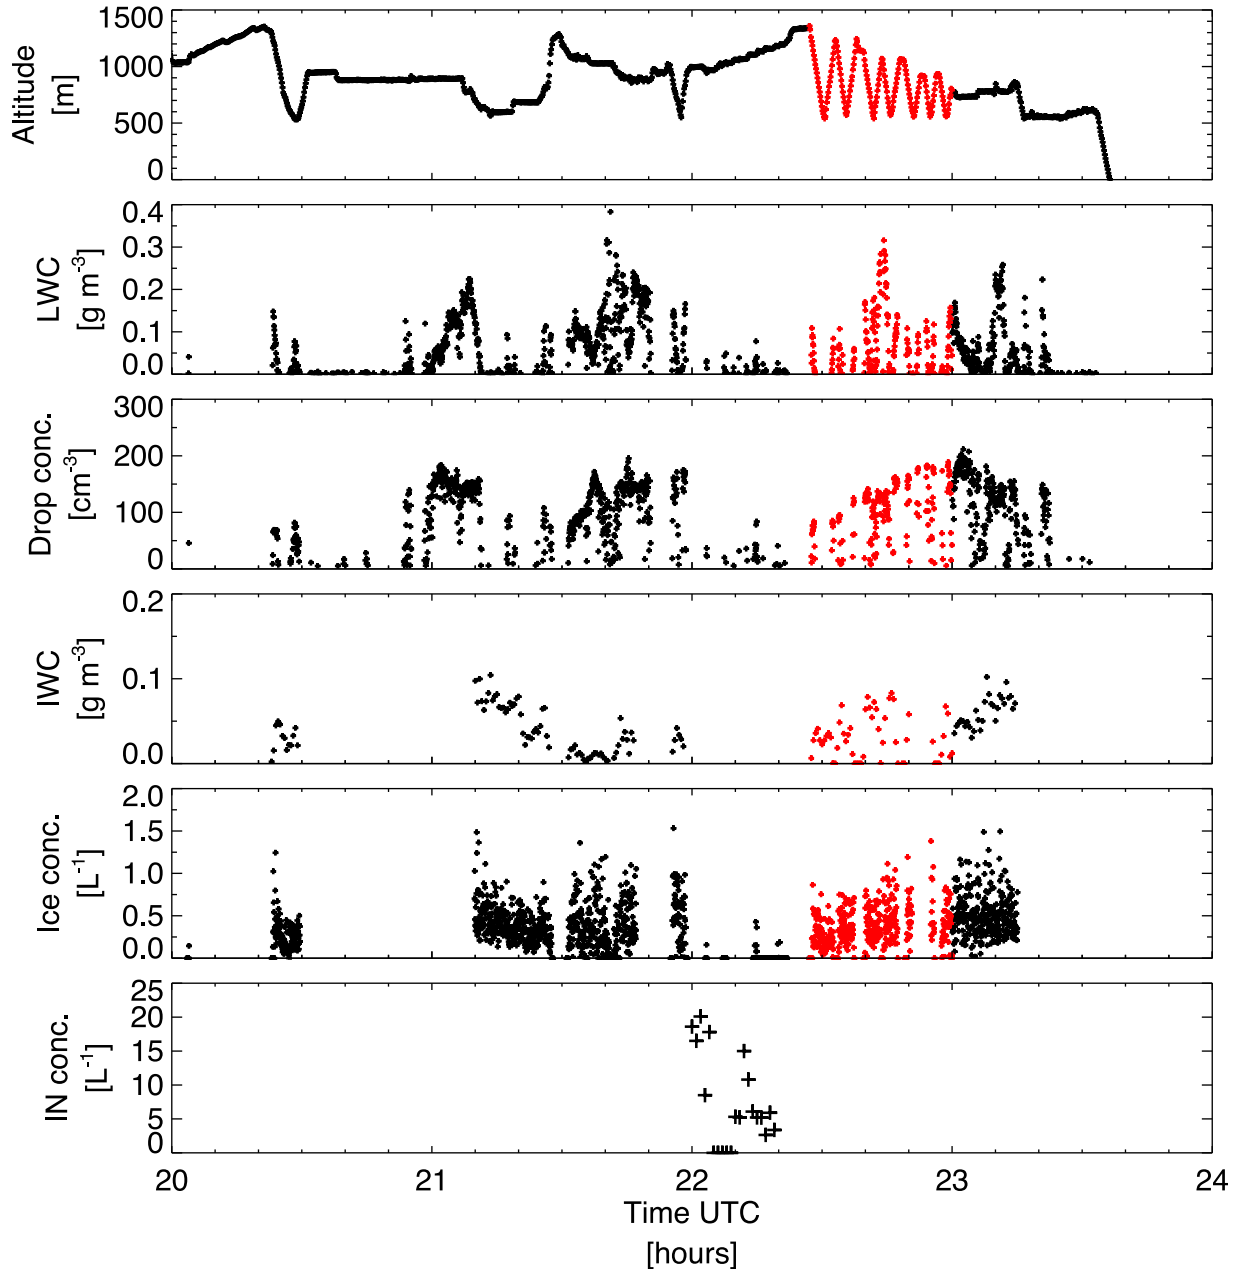 1500
1000
500
0
Altitude
[m]
0.4
0.3
0.2
0.1
0.0
LWC
[g m-3]
300
200
100
0
Drop conc.
[cm-3]
0.2
0.1
0.0
IWC
[g m-3]
2.0
1.5
1.0
0.5
0.0
Ice conc.
[L-1]
25
20
15
10
5
0
IN conc.
[L-1]
20 21 22 23 24
Time UTC
[hours]